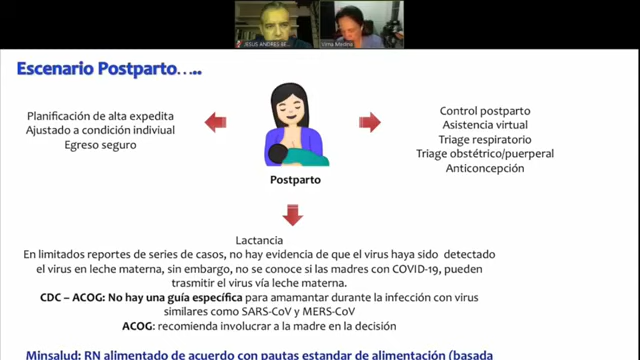 JESUS ANDRES
Vima Medina
Escenario Postparto…..
Planificación de alta expedita
Ajustado a condición indiviual
Egreso seguro
Control postparto
Asistencia virtual
Triage respiratorio
Triage obstétrico/puerperal
Anticoncepción
Postparto
Lactancia
En limitados reportes de series de casos, no hay evidencia de que el virus haya sido detectado
el virus en leche materna, sin embargo, no se conoce si las madres con COVID-19, pueden
trasmitir el virus vía leche materna.
CDC – ACOG: No hay una guía específica para amamantar durante la infección con virus
similares como SARS-CoV y MERS-CoV
ACOG: recomienda involucrar a la madre en la decisión
Minsalud: RN alimentado de acuerdo con pautas estandar de alimentación (basada